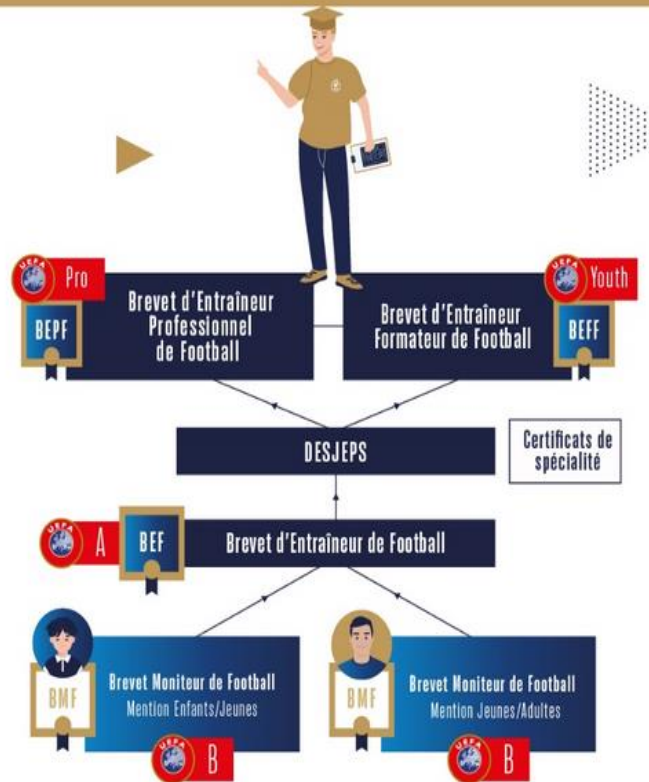 UEFA
Pro
BEPF
Brevet d'Entraîneur
Professionnel
de Football
Brevet d'Entraîneur
Formateur de Football
UEFA
Youth
BEFF
DESJEPS
Certificats de
spécialité
UEFA
A
BEF
Brevet d'Entraîneur de Football
BMF
Brevet Moniteur de Football
Mention Enfants/Jeunes
UEFA
B
BMF
Brevet Moniteur de Football
Mention Jeunes/Adultes
UEFA
B